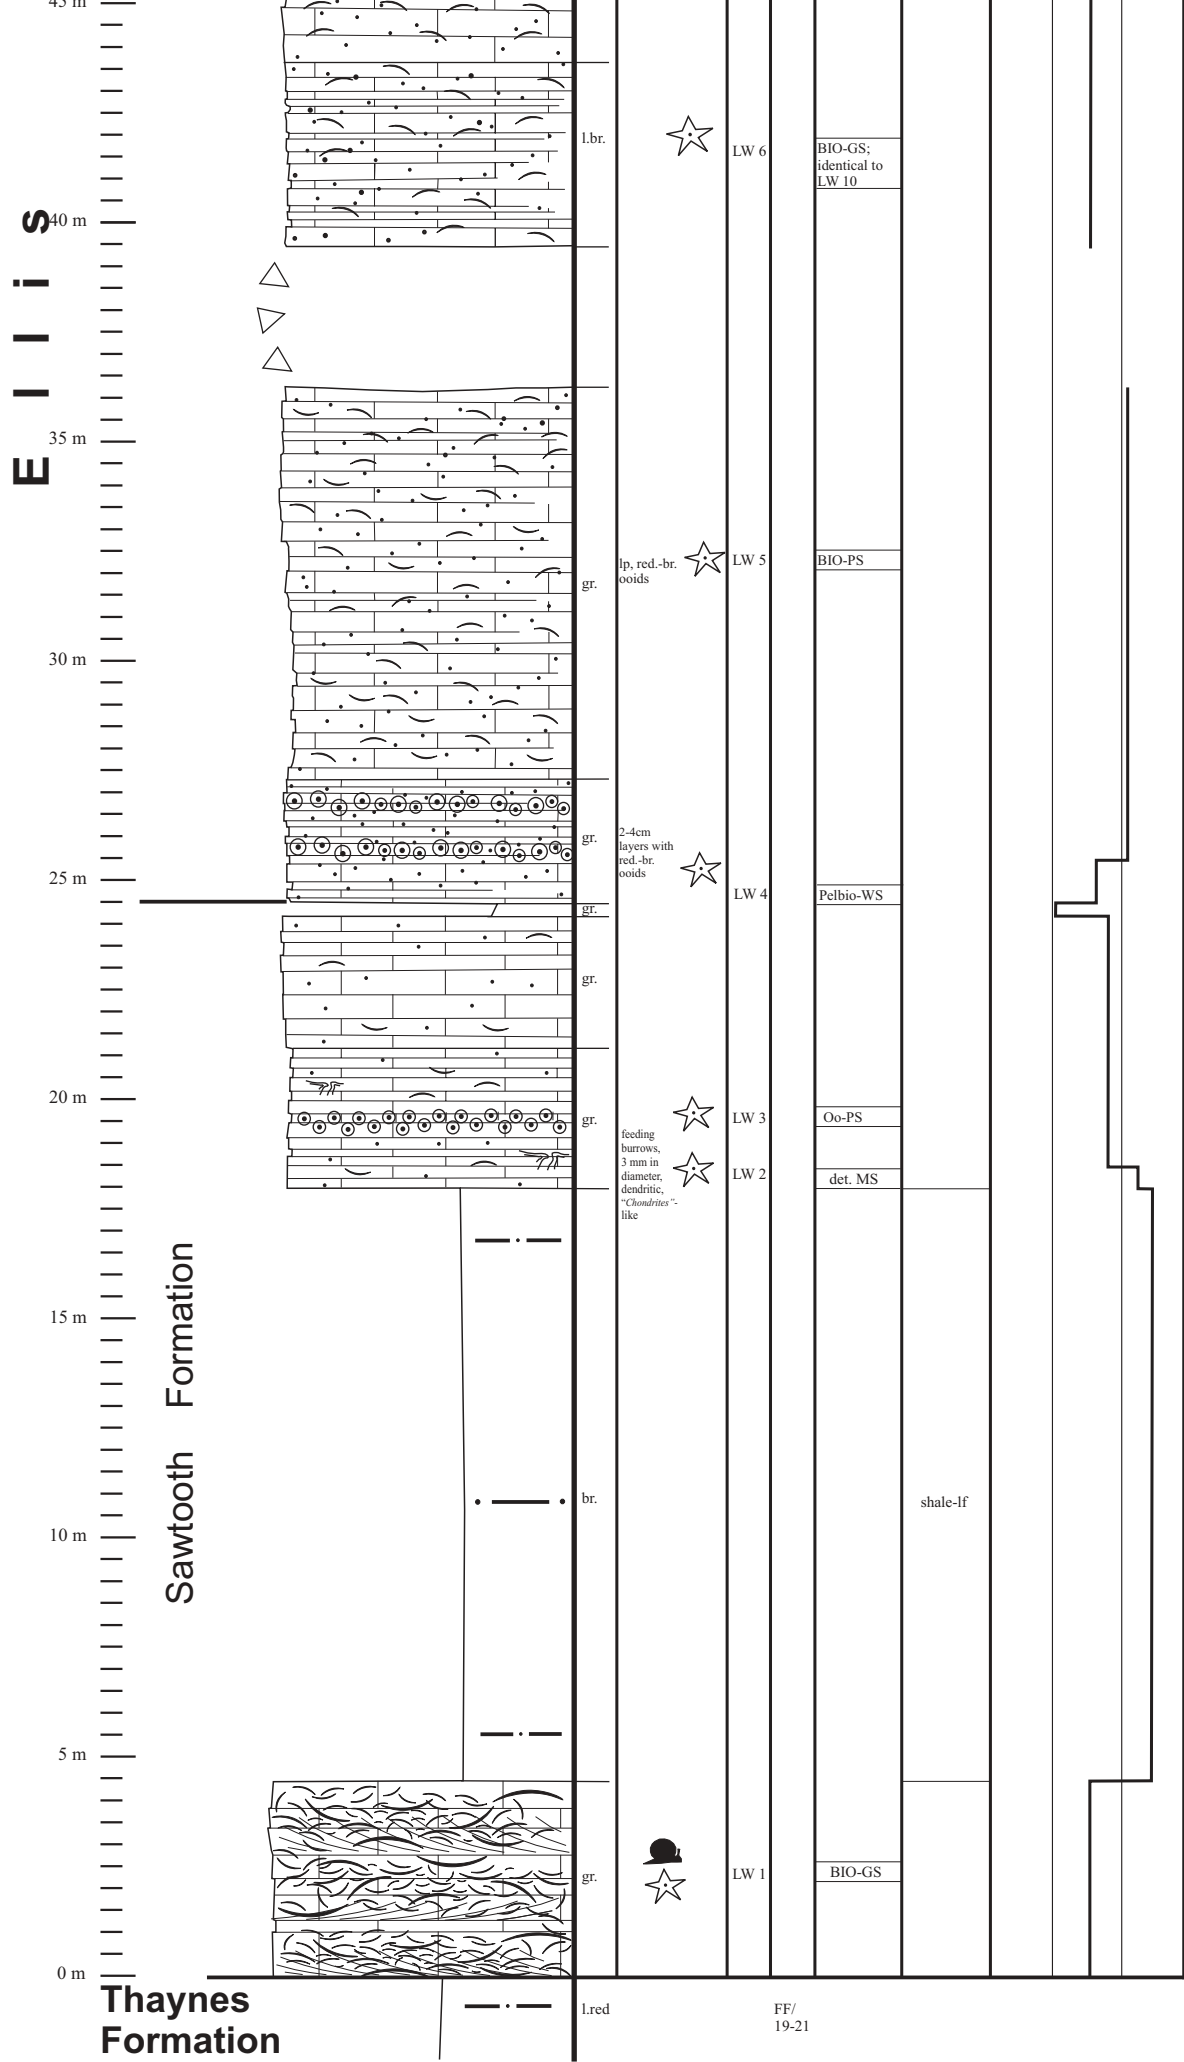 45 m
l.br.
LW 6
BIO-GS;
identical to
LW 10
40 m
Ellis
35 m
lp, red.-br.
ooids
LW 5
BIO-PS
gr.
30 m
gr.
2-4cm
layers with
red.-br.
ooids
25 m
LW 4
Pelbio-WS
gr.
gr.
20 m
gr.
LW 3
Oo-PS
feeding
burrows,
3 mm in
diameter,
dendritic,
“Chondrites”-
like
LW 2
det. MS
15 m
Sawtooth Formation
br.
shale-lf
10 m
5 m
gr.
LW 1
BIO-GS
0 m
Thaynes
Formation
l.red
FF/
19-21